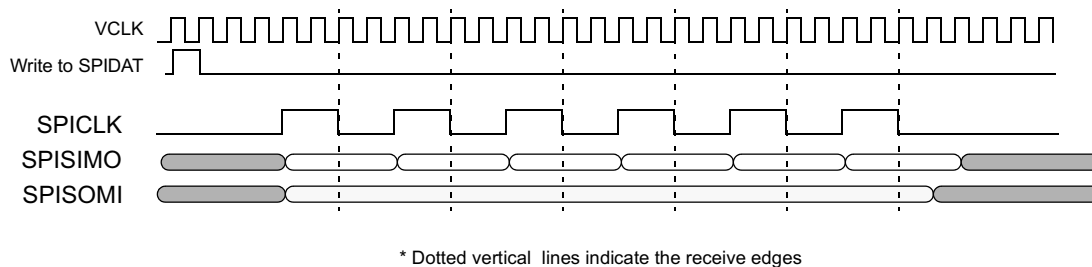 VCLK
Write to SPIDAT
SPICLK
SPISIMO
SPISOMI
* Dotted vertical lines indicate the receive edges